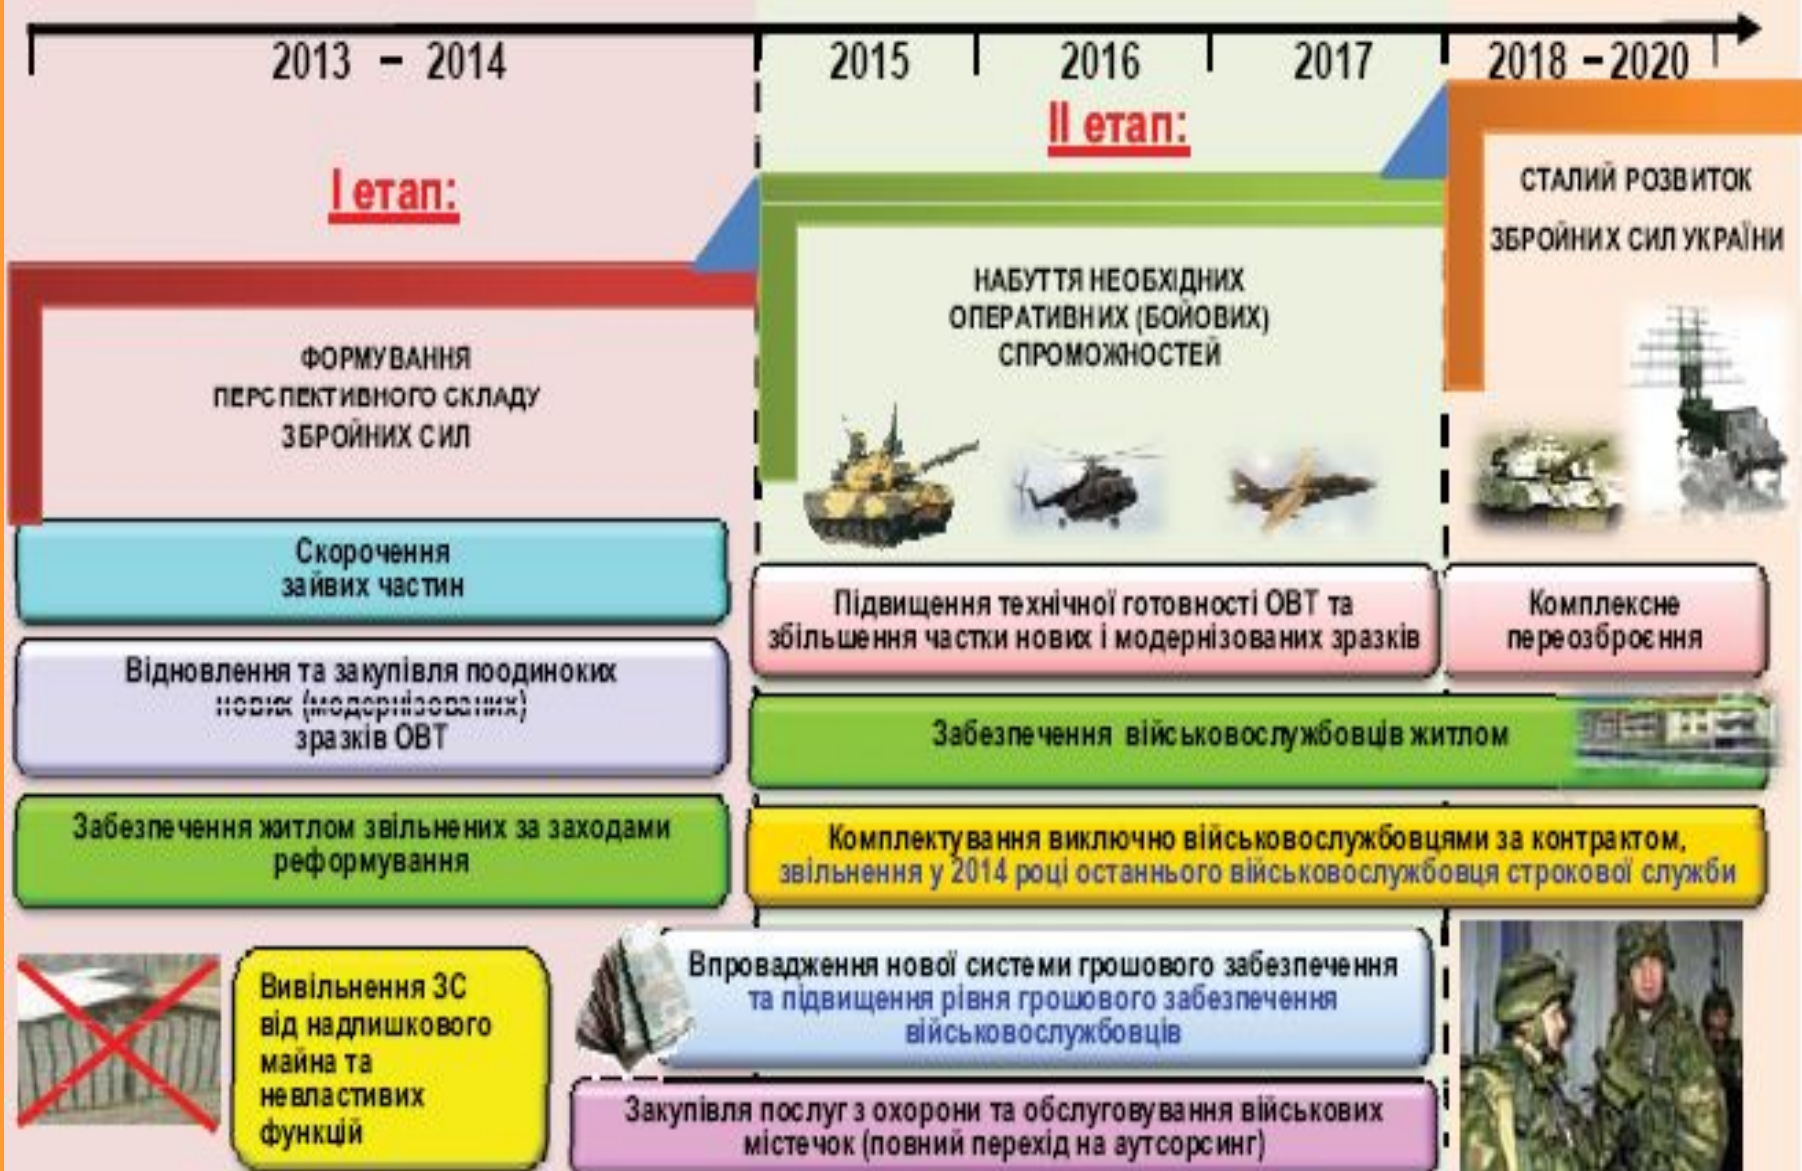 2013 – 2014
2015
2016
2017
2018 – 2020
І етап:
ІІ етап:
ФОРМУВАННЯ
ПЕРСПЕКТИВНОГО СКЛАДУ
ЗБРОЙНИХ СИЛ
НАБУТТЯ НЕОБХІДНИХ
ОПЕРАТИВНИХ (БОЙОВИХ)
СПРОМОЖНОСТЕЙ
СТАЛИЙ РОЗВИТОК
ЗБРОЙНИХ СИЛ УКРАЇНИ
Скорочення
зайвих частин
Відновлення та закупівля поодиноких
нових (модернізованих)
зразків ОВТ
Забезпечення житлом звільнених за заходами
реформування
Підвищення технічної готовності ОВТ та
збільшення частки нових і модернізованих зразків
Комплексне
переозброєння
Забезпечення військовослужбовців житлом
Комплектування виключно військовослужбовцями за контрактом,
звільнення у 2014 році останнього військовослужбовця строкової служби
Вивільнення ЗС
від надлишкового
майна та
невластивих
функцій
Впровадження нової системи грошового забезпечення
та підвищення рівня грошового забезпечення
військовослужбовців
Закупівля послуг з охорони та обслуговування військових
містечок (повний перехід на аутсорсинг)